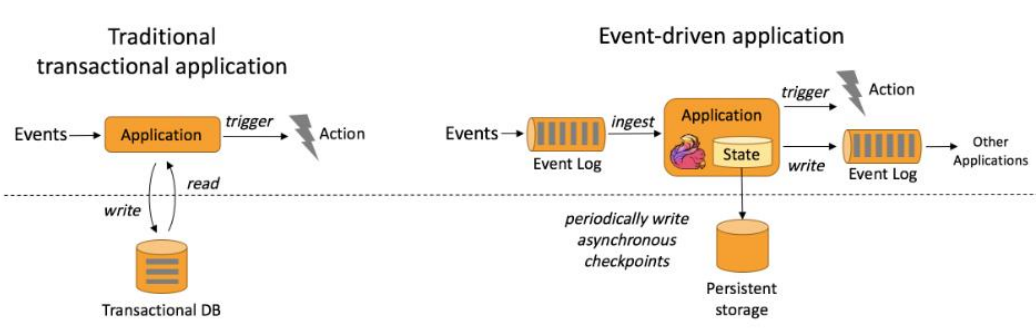 Traditional
transactional application
Events
Application
trigger
Action
read
write
Transactional DB
Event-driven application
Events
Event Log
ingest
Application
State
trigger
Action
write
Event Log
Other
Applications
periodically write
asynchronous
checkpoints
Persistent
storage